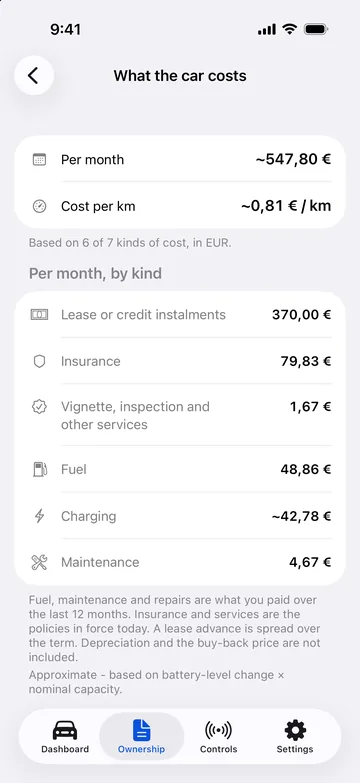 9:41
What the car costs
Per month ~547,80 €
Cost per km ~0,81 € / km
Based on 6 of 7 kinds of cost, in EUR.
Per month, by kind
Lease or credit instalments 370,00 €
Insurance 79,83 €
Vignette, inspection and
other services 1,67 €
Fuel 48,86 €
Charging ~42,78 €
Maintenance 4,67 €
Fuel, maintenance and repairs are what you paid over
the last 12 months. Insurance and services are the
policies in force today. A lease advance is spread over
the term. Depreciation and the buy-back price are not
included.
Approximate - based on battery-level change ×
nominal capacity.
Dashboard Ownership Controls Settings